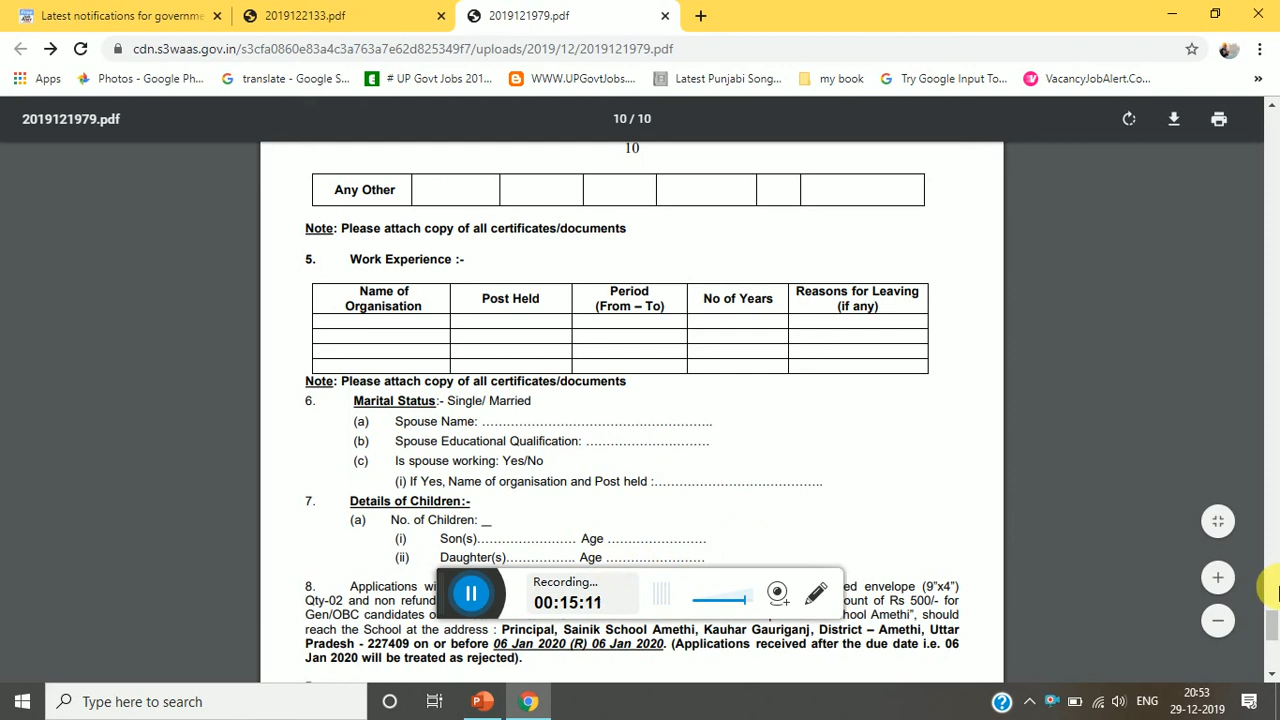 Latest notifications for governme
2019122133.pdf
2019121979.pdf
cdn.s3waas.gov.in/s3cfa0860e83a4c3a763a7e62d825349f7/uploads/2019/12/2019121979.pdf
Apps
Photos - Google Ph...
translate - Google S...
# UP Govt Jobs 201...
WWW.UPGovtJobs....
Latest Punjabi Song...
my book
Try Google Input To...
VacancyJobAlert.Co...
»
2019121979.pdf
10 / 10
10
Any Other
Note: Please attach copy of all certificates/documents
5. Work Experience :-
Name of Organisation Post Held Period (From – To) No of Years Reasons for Leaving (if any)
Note: Please attach copy of all certificates/documents
6. Marital Status:- Single/ Married
(a) Spouse Name: ……………………………………………..
(b) Spouse Educational Qualification: ………………………
(c) Is spouse working: Yes/No
(i) If Yes, Name of organisation and Post held :…………………………………..
7. Details of Children:-
(a) No. of Children: __
(i) Son(s)………………… Age …………………
(ii) Daughter(s)……………. Age …………………
8. Applications envelope (9”x4”)
Qty-02 and non of Rs 500/- for
Gen/OBC candidates Amethi”, should
reach the School at the address : Principal, Sainik School Amethi, Kauhar Gauriganj, District – Amethi, Uttar
Pradesh - 227409 on or before 06 Jan 2020 (R) 06 Jan 2020. (Applications received after the due date i.e. 06
Jan 2020 will be treated as rejected).
Recording...
00:15:11
Type here to search
ENG
20:53
29-12-2019